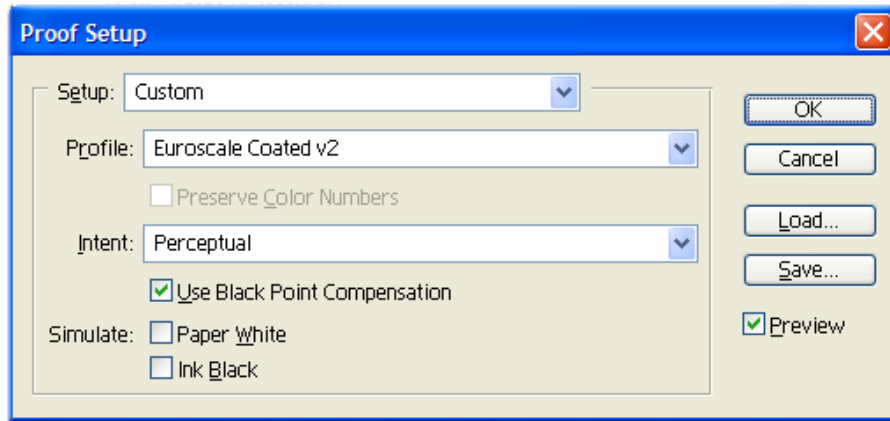 Proof Setup
Setup: Custom
OK
Profile: Euroscale Coated v2
Cancel
Preserve Color Numbers
Load...
Intent: Perceptual
Save...
Use Black Point Compensation
Preview
Simulate: Paper White
Ink Black